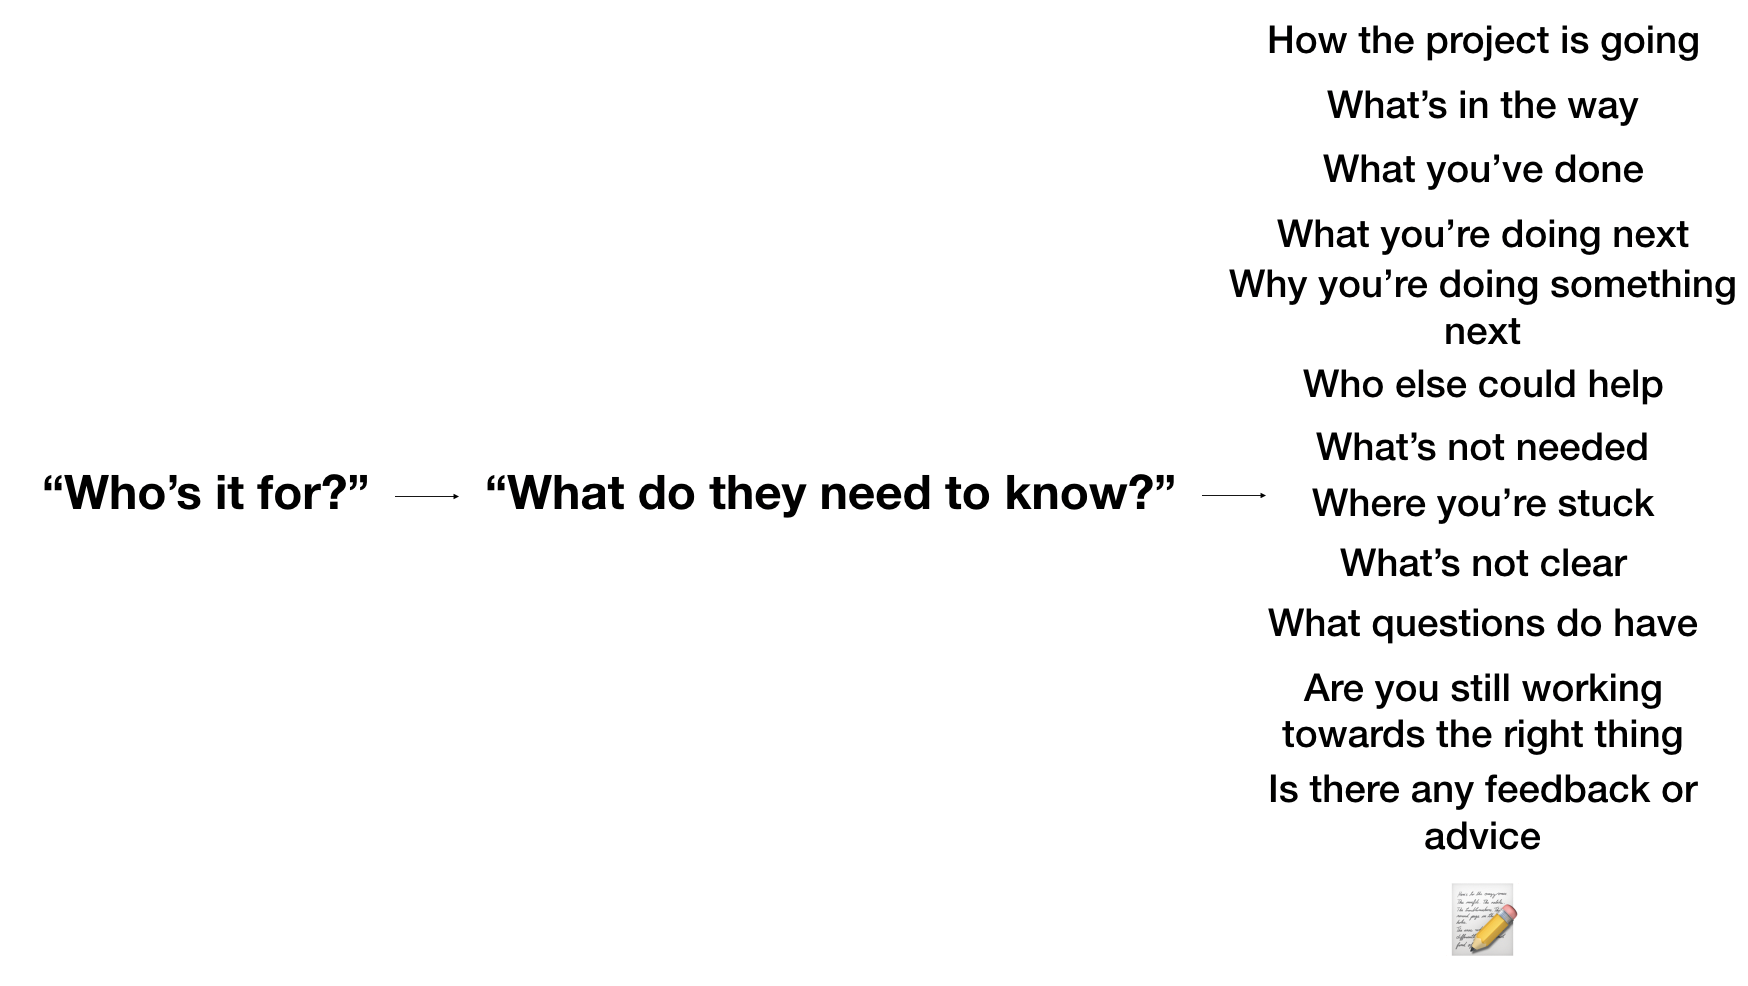 How the project is going
What's in the way
What you've done
What you're doing next
Why you're doing something
next
Who else could help
What's not needed
“Who’s it for?”
“What do they need to know?”
Where you’re stuck
What’s not clear
What questions do have
Are you still working
towards the right thing
Is there any feedback or
advice